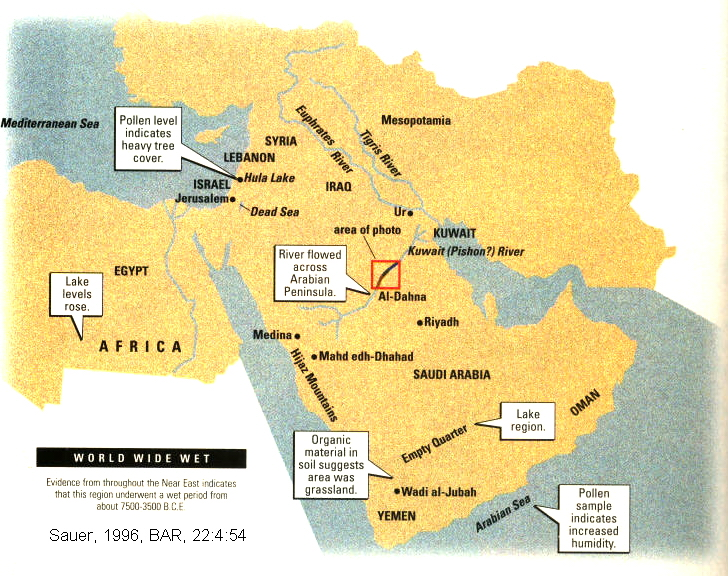 Mediterranean Sea
Pollen level
indicates
heavy tree
cover.
SYRIA
LEBANON
Hula Lake
ISRAEL
Jerusalem
Dead Sea
Euphrates River
Tigris River
Mesopotamia
IRAQ
Ur
area of photo
KUWAIT
Kuwait (Pishon?) River
River flowed
across
Arabian
Peninsula.
Al-Dahna
EGYPT
Lake
levels
rose.
AFRICA
Riyadh
Medina
Mahd edh-Dhahad
Hijaz Mountains
SAUDI ARABIA
OMAN
Empty Quarter
Lake
region.
Organic
material in
soil suggests
area was
grassland.
Wadi al-Jubah
YEMEN
Arabian Sea
Pollen
sample
indicates
increased
humidity.
WORLD WIDE WET
Evidence from throughout the Near East indicates
that this region underwent a wet period from
about 7500-3500 B.C.E.
Sauer, 1996, BAR, 22:4:54